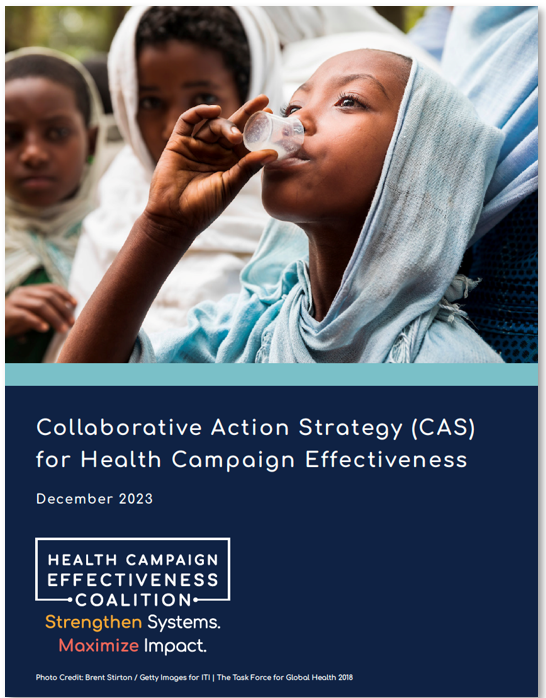 Collaborative Action Strategy (CAS)
for Health Campaign Effectiveness
December 2023
HEALTH CAMPAIGN
EFFECTIVENESS
COALITION
Strengthen Systems.
Maximize Impact.
Photo Credit: Brent Stirton / Getty Images for ITI | The Task Force for Global Health 2018